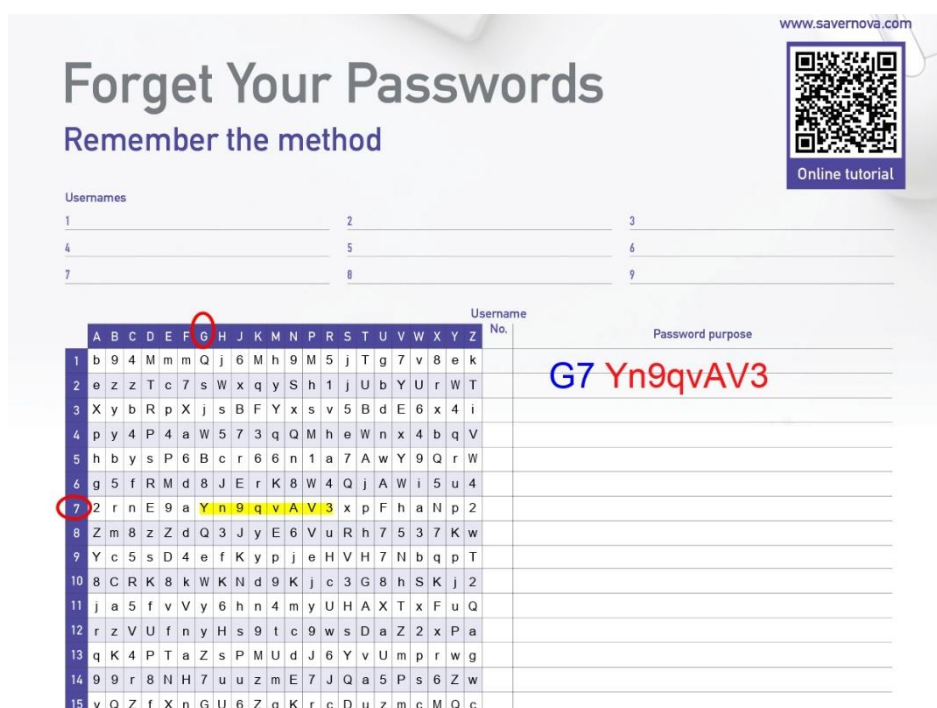 www.savernova.com
Forget Your Passwords
Remember the method
Online tutorial
Usernames
1 2 3
4 5 6
7 8 9
Username
No.
Password purpose
A B C D E F G H J K M N P R S T U V W X Y Z
1 b 9 4 M m m Q j 6 M h 9 M 5 j T g 7 v 8 e k
2 e z z T c 7 s W x q y S h 1 j U b Y U r W T
G7 Yn9qvAV3
3 X y b R p X j s B F Y x s v 5 B d E 6 x 4 i
4 p y 4 P 4 a W 5 7 3 q Q M h e W n x 4 b q V
5 h b y s P 6 B c r 6 6 n 1 a 7 A w Y 9 Q r W
6 g 5 f R M d 8 J E r K 8 W 4 Q j A W i 5 u 4
7 2 r n E 9 a Y n 9 q v A V 3 x p F h a N p 2
8 Z m 8 z Z d Q 3 J y E 6 V u R h 7 5 3 7 K w
9 Y c 5 s D 4 e f K y p j e H V H 7 N b q p T
10 8 C R K 8 k W K N d 9 K j c 3 G 8 h S K j 2
11 j a 5 f v V y 6 h n 4 m y U H A X T x F u Q
12 r z V U f n y H s 9 t c 9 w s D a Z 2 x P a
13 q K 4 P T a Z s P M U d J 6 Y v U m p r w g
14 9 9 r 8 N H 7 u u z m E 7 J Q a 5 P s 6 Z w
15 Q Z f X n G U 6 Z K r c D u z m c M Q c